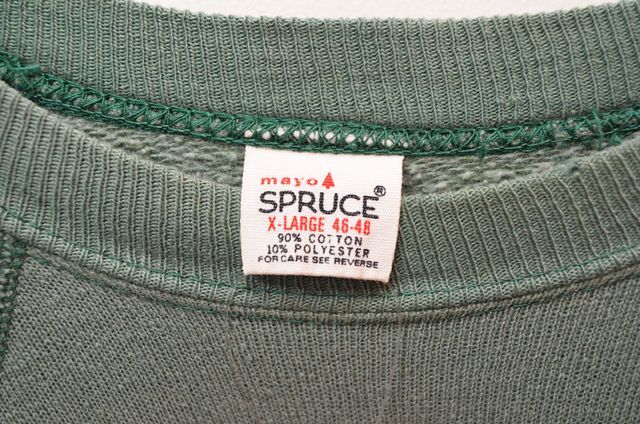 mayo
SPRUCE®
X-LARGE 46-48
90% COTTON
10% POLYESTER
FOR CARE SEE REVERSE